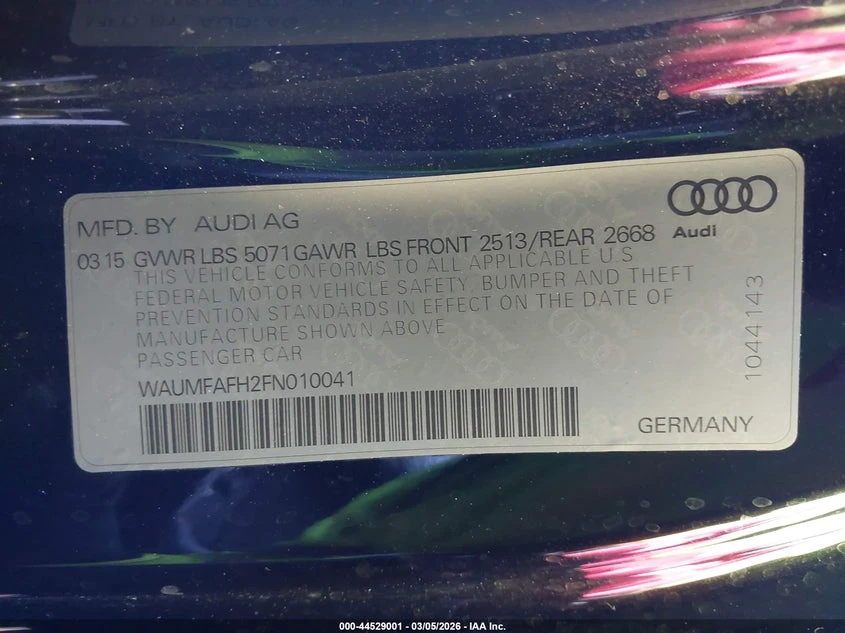 MFD. BY AUDI AG
Audi
03 15 GVWR LBS 5071 GAWR LBS FRONT 2513/REAR 2668
THIS VEHICLE CONFORMS TO ALL APPLICABLE U.S
FEDERAL MOTOR VEHICLE SAFETY, BUMPER AND THEFT
PREVENTION STANDARDS IN EFFECT ON THE DATE OF
MANUFACTURE SHOWN ABOVE
PASSENGER CAR
WAUMFAFH2FN010041
1044143
GERMANY
000-44529001 - 03/05/2026 - IAA Inc.